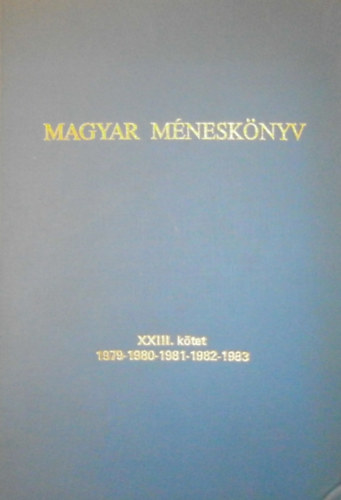 MAGYAR MÉNESKÖNYV
XXIII. kötet
1979-1980-1981-1982-1983